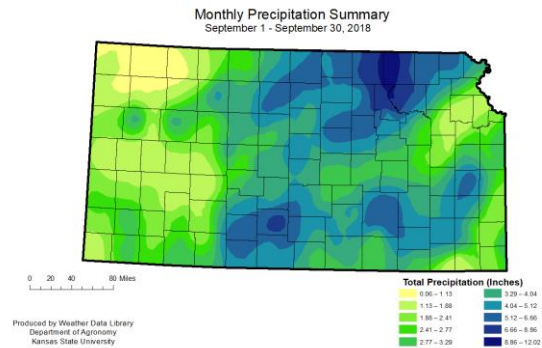 Monthly Precipitation Summary
September 1 - September 30, 2018
0 20 40 80 Miles
Total Precipitation (Inches)
0.06 – 1.13
1.13 – 1.88
1.88 – 2.41
2.41 – 2.77
2.77 – 3.29
3.29 – 4.04
4.04 – 5.12
5.12 – 6.66
6.66 – 8.86
8.86 – 12.02
Produced by Weather Data Library
Department of Agronomy
Kansas State University